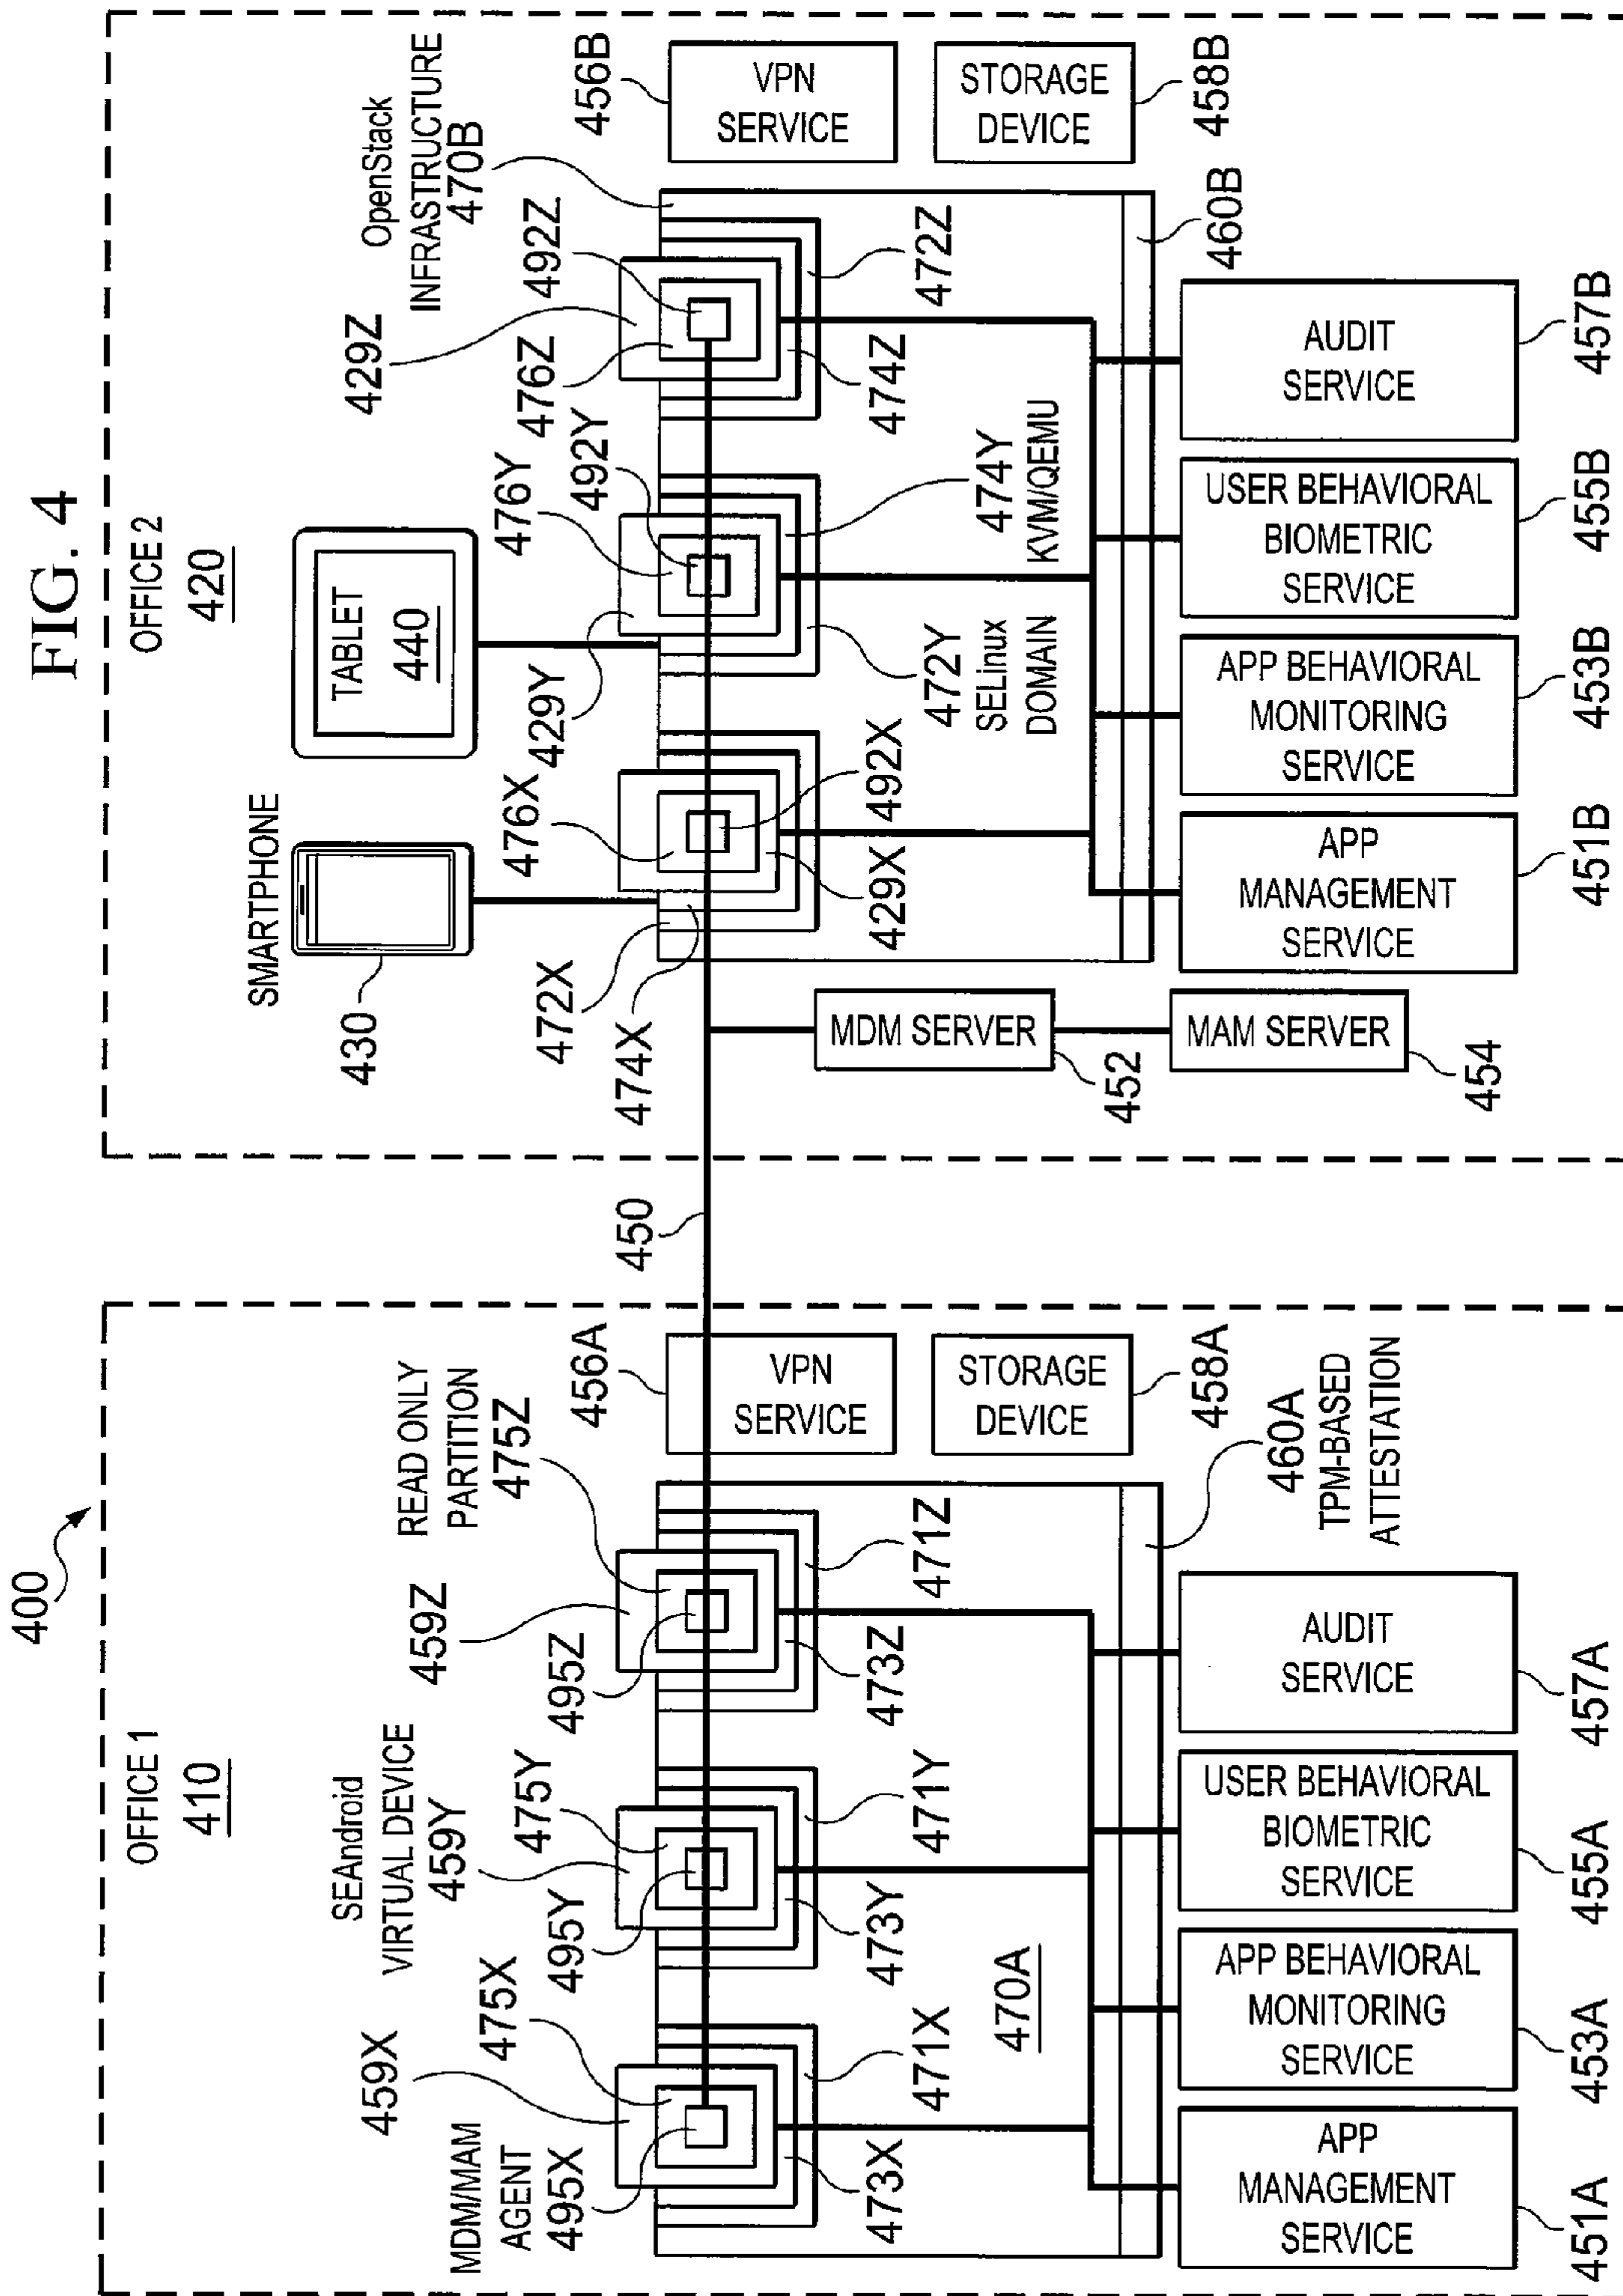 FIG. 4
400
OFFICE 1
410
MDM/MAM
AGENT
495X
459X
475X
SEAndroid
VIRTUAL DEVICE
459Y
475Y
495Y
READ ONLY
PARTITION
475Z
459Z
495Z
473X
471X
473Y
471Y
473Z
471Z
470A
456A
VPN
SERVICE
STORAGE
DEVICE
458A
460A
TPM-BASED
ATTESTATION
APP
MANAGEMENT
SERVICE
451A
APP BEHAVIORAL
MONITORING
SERVICE
453A
USER BEHAVIORAL
BIOMETRIC
SERVICE
455A
AUDIT
SERVICE
457A
450
OFFICE 2
420
SMARTPHONE
430
TABLET
440
OpenStack
INFRASTRUCTURE
470B
472X
474X
476X
429X
492X
429Y
476Y
492Y
472Y
SELinux
DOMAIN
474Y
KVM/QEMU
429Z
476Z
492Z
474Z
472Z
456B
VPN
SERVICE
STORAGE
DEVICE
458B
460B
MDM SERVER
452
MAM SERVER
454
APP
MANAGEMENT
SERVICE
451B
APP BEHAVIORAL
MONITORING
SERVICE
453B
USER BEHAVIORAL
BIOMETRIC
SERVICE
455B
AUDIT
SERVICE
457B